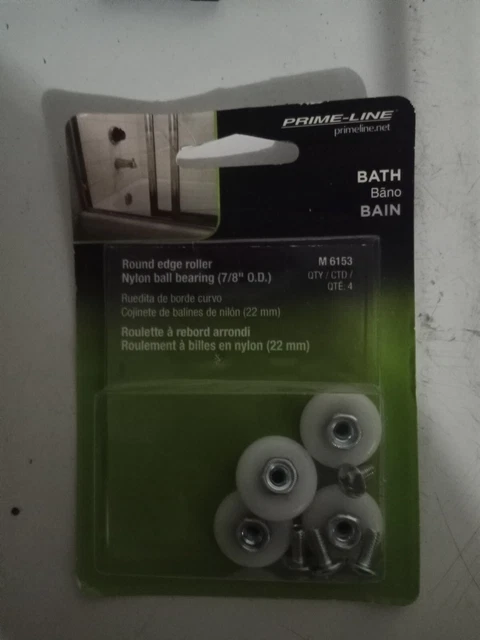 PRIME-LINE
primeline.net
BATH
Bāno
BAIN
Round edge roller
Nylon ball bearing (7/8" O.D.)
M 6153
QTY / CTD /
QTÉ: 4
Ruedita de borde curvo
Cojinete de balines de nilón (22 mm)
Roulette à rebord arrondi
Roulement à billes en nylon (22 mm)